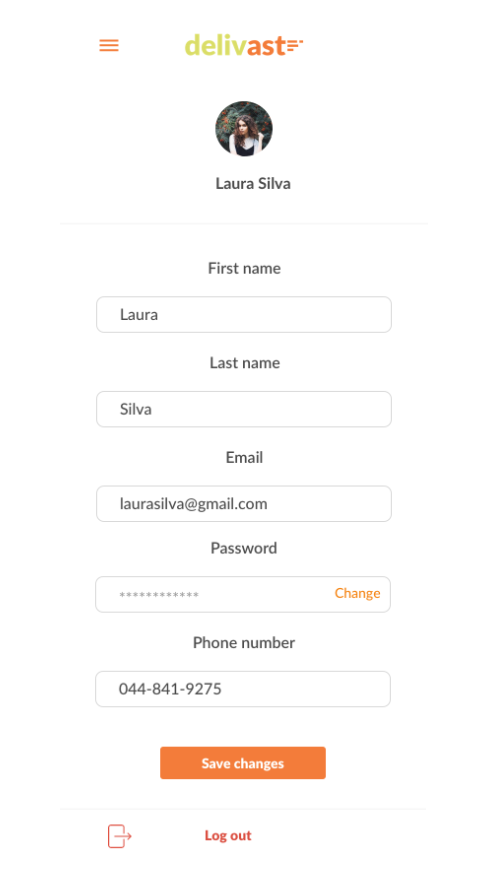 delivast
Laura Silva
First name
Laura
Last name
Silva
Email
laurasilva@gmail.com
Password
************ Change
Phone number
044-841-9275
Save changes
Log out